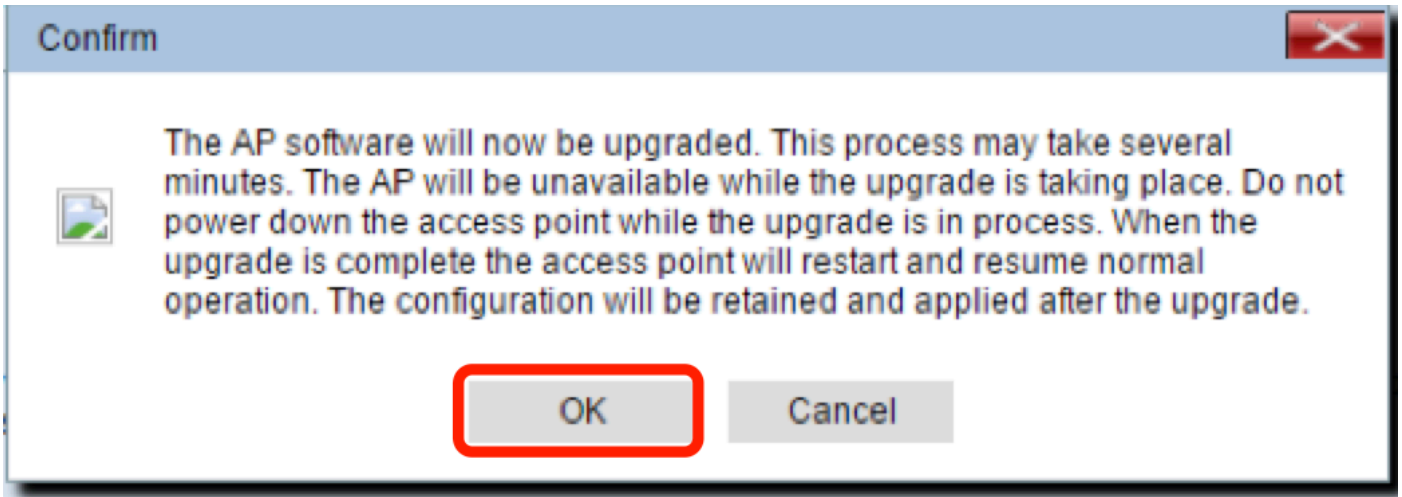 Confirm
The AP software will now be upgraded. This process may take several
minutes. The AP will be unavailable while the upgrade is taking place. Do not
power down the access point while the upgrade is in process. When the
upgrade is complete the access point will restart and resume normal
operation. The configuration will be retained and applied after the upgrade.
OK Cancel